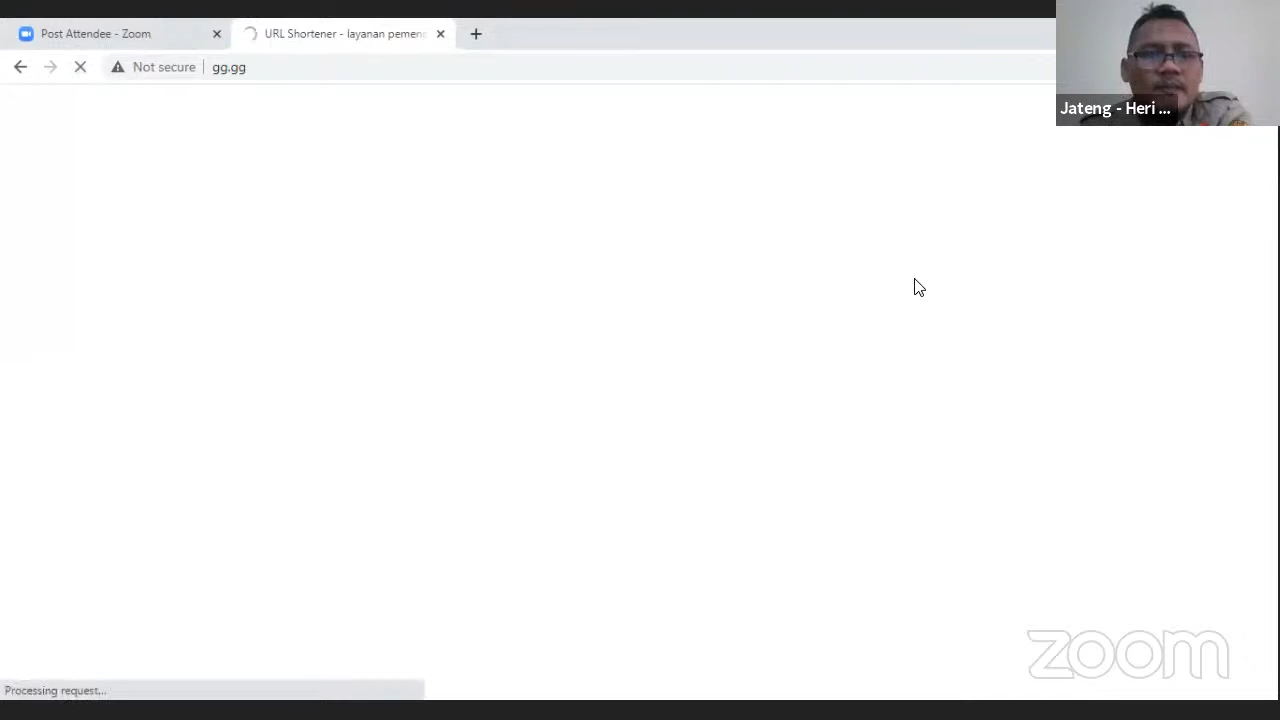 Post Attendee - Zoom
URL Shortener - layanan pemen
Not secure
gg.gg
Jateng - Heri ...
zoom
Processing request...